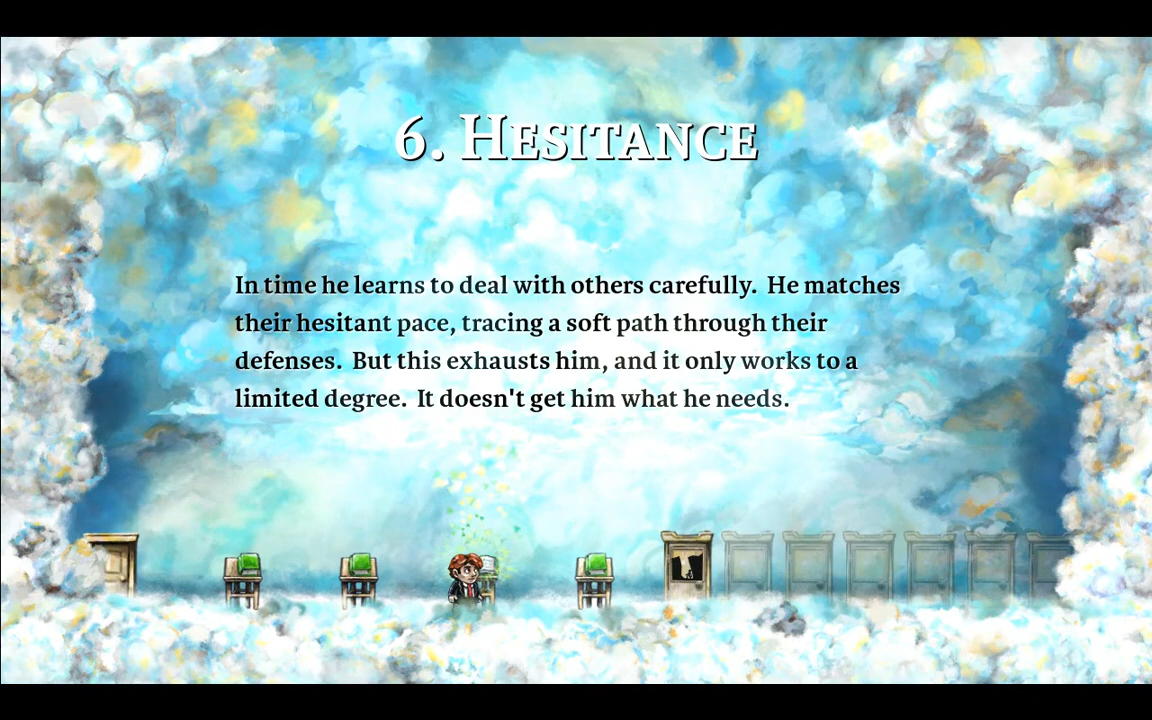 6. Hesitance
In time he learns to deal with others carefully.  He matches
their hesitant pace, tracing a soft path through their
defenses.  But this exhausts him, and it only works to a
limited degree.  It doesn't get him what he needs.